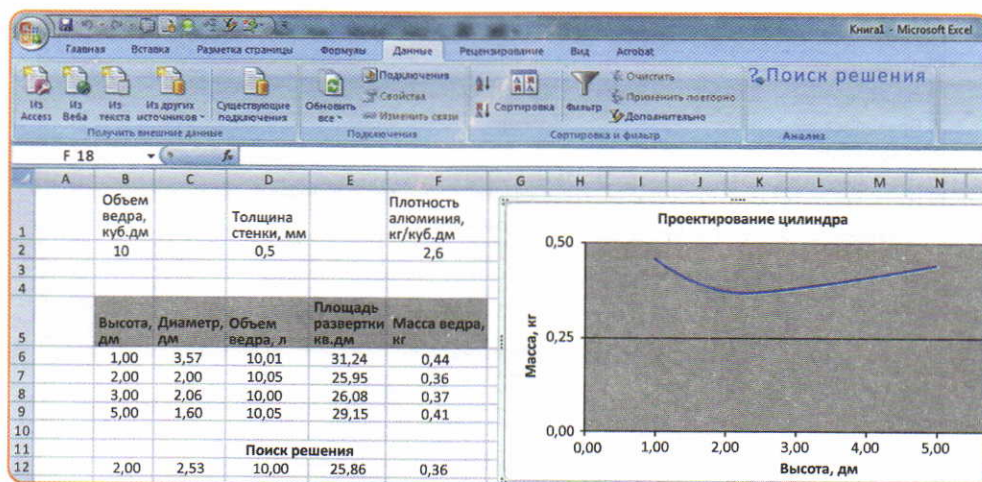 Книга1 - Microsoft Excel
Главная Вставка Разметка страницы Формулы Данные Рецензирование Вид Acrobat
Из Access
Из Веба
Из текста
Из других источников
Существующие подключения
Получить внешние данные
Обновить все
Подключения
Свойства
Изменить связи
Подключения
Сортировка
Фильтр
Очистить
Применить повторно
Дополнительно
Сортировка и фильтр
?Поиск решения
Анализ
F 18 fx
A B C D E F G H I J K L M N
1 Объем ведра, куб.дм Толщина стенки, мм Плотность алюминия, кг/куб.дм
2 10 0,5 2,6
3
4
5 Высота, дм Диаметр, дм Объем ведра, л Площадь развертки кв.дм Масса ведра, кг
6 1,00 3,57 10,01 31,24 0,44
7 2,00 2,00 10,05 25,95 0,36
8 3,00 2,06 10,00 26,08 0,37
9 5,00 1,60 10,05 29,15 0,41
10
11 Поиск решения
12 2,00 2,53 10,00 25,86 0,36
Проектирование цилиндра
Масса, кг
0,50
0,25
0,00
0,00 1,00 2,00 3,00 4,00 5,00
Высота, дм